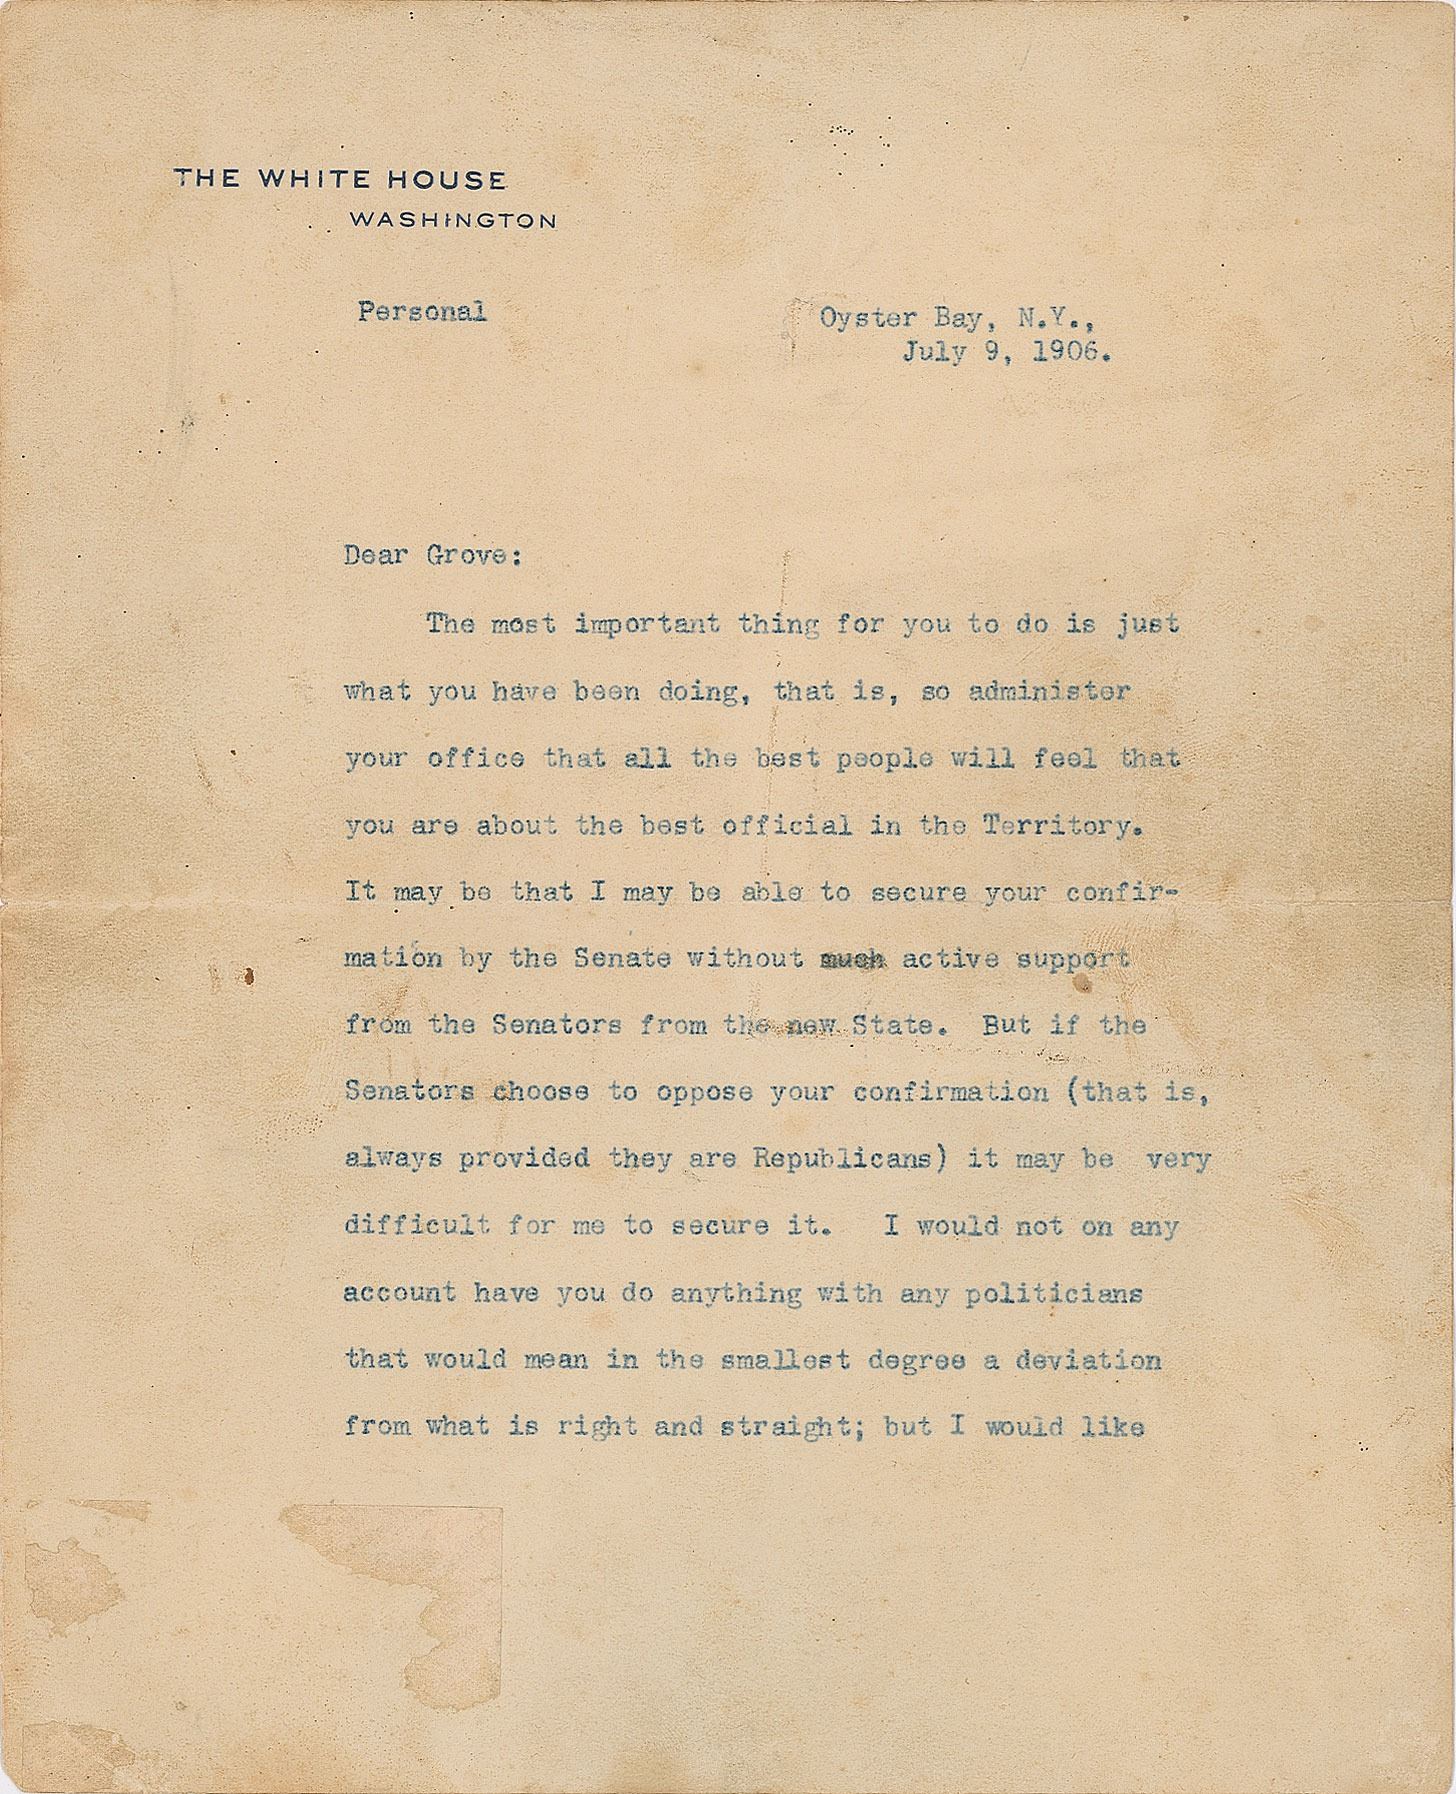 THE WHITE HOUSE
WASHINGTON
Personal
Oyster Bay, N.Y.,
July 9, 1906.
Dear Grove:
The most important thing for you to do is just
what you have been doing, that is, so administer
your office that all the best people will feel that
you are about the best official in the Territory.
It may be that I may be able to secure your confir-
mation by the Senate without much active support
from the Senators from the new State. But if the
Senators choose to oppose your confirmation (that is,
always provided they are Republicans) it may be very
difficult for me to secure it. I would not on any
account have you do anything with any politicians
that would mean in the smallest degree a deviation
from what is right and straight; but I would like